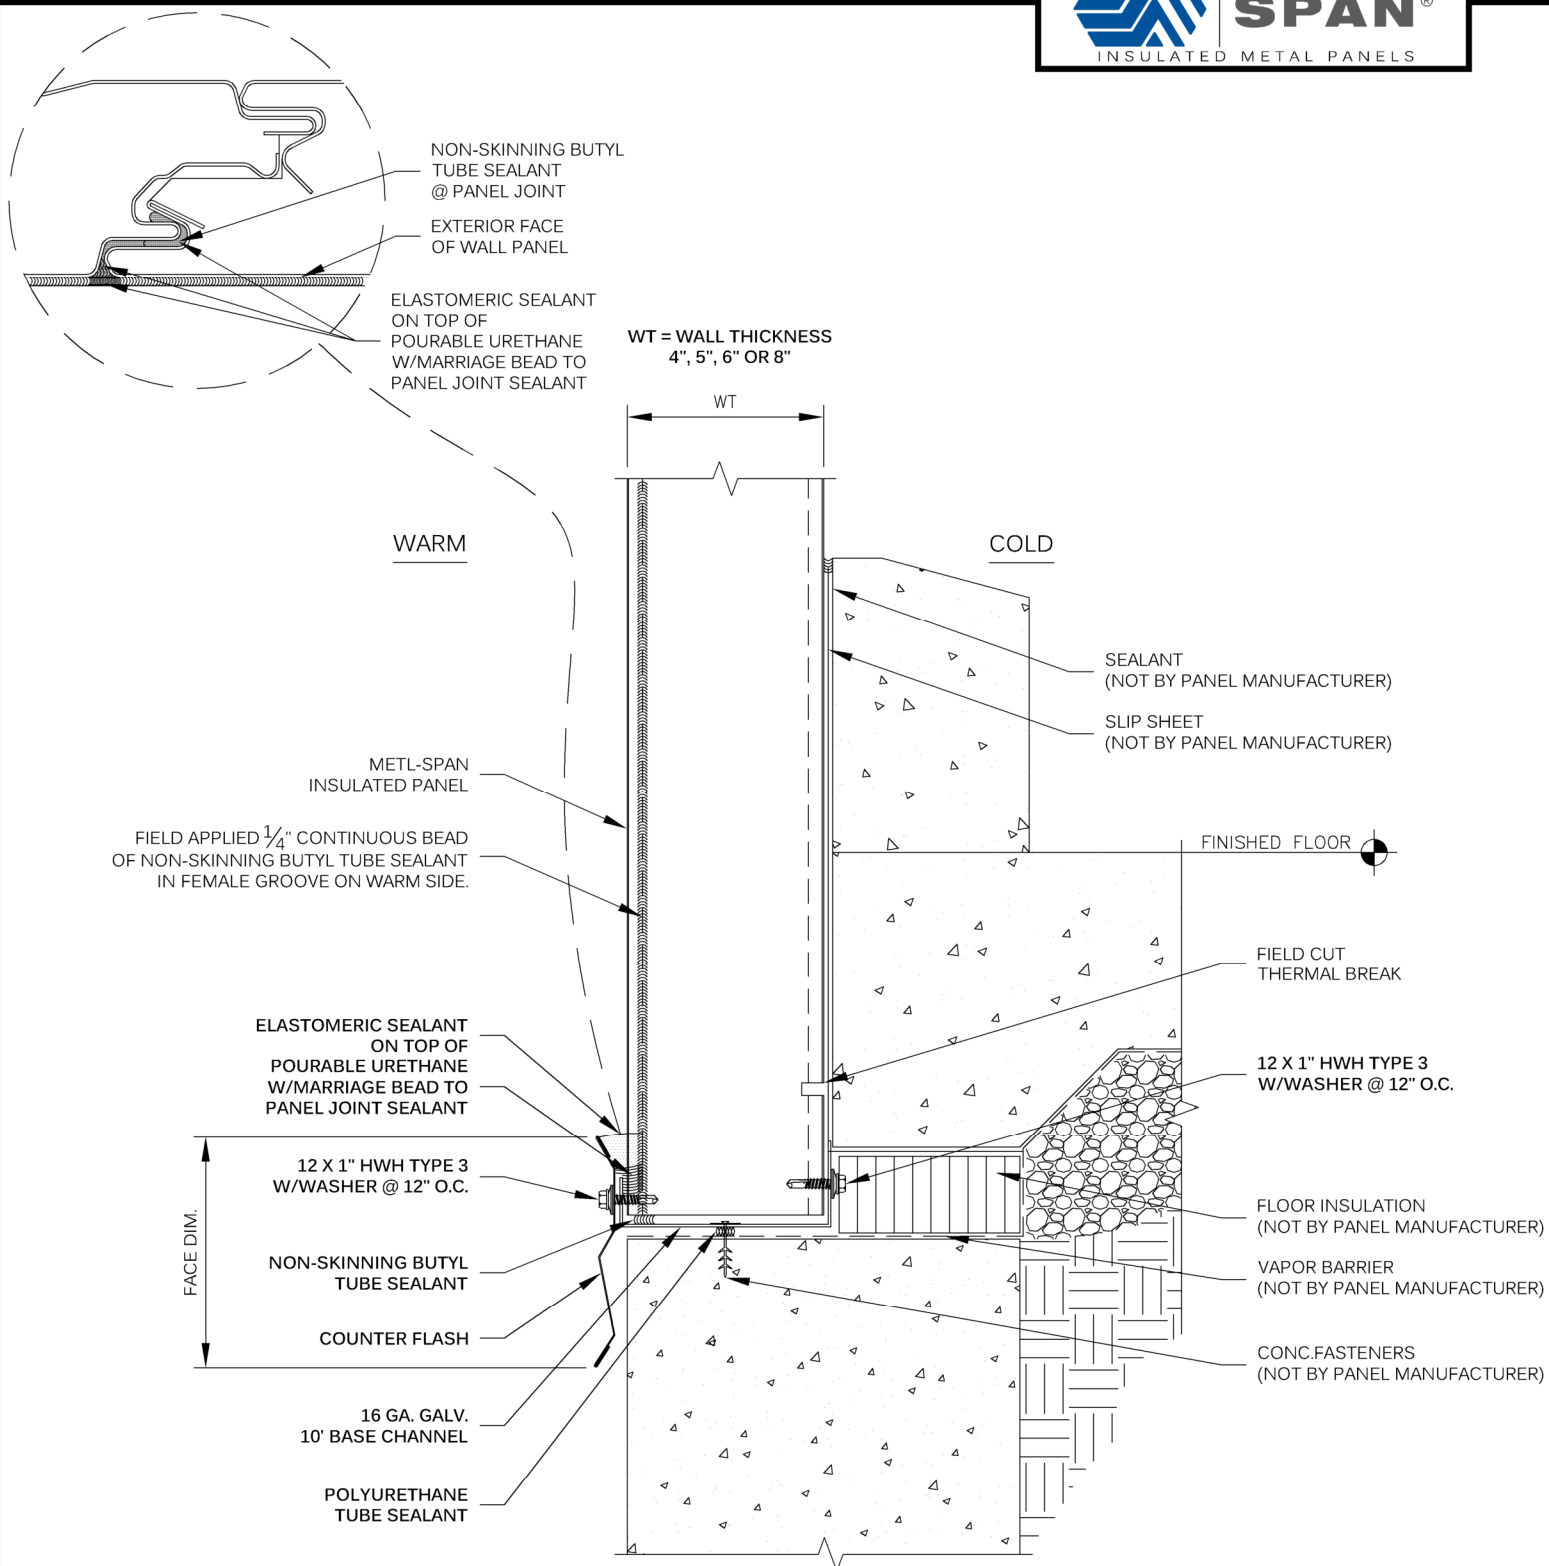 SPAN®
INSULATED METAL PANELS
NON-SKINNING BUTYL
TUBE SEALANT
@ PANEL JOINT
EXTERIOR FACE
OF WALL PANEL
ELASTOMERIC SEALANT
ON TOP OF
POURABLE URETHANE
W/MARRIAGE BEAD TO
PANEL JOINT SEALANT
WT = WALL THICKNESS
4", 5", 6" OR 8"
WT
WARM
COLD
SEALANT
(NOT BY PANEL MANUFACTURER)
SLIP SHEET
(NOT BY PANEL MANUFACTURER)
METL-SPAN
INSULATED PANEL
FIELD APPLIED 1/4" CONTINUOUS BEAD
OF NON-SKINNING BUTYL TUBE SEALANT
IN FEMALE GROOVE ON WARM SIDE.
FINISHED FLOOR
FIELD CUT
THERMAL BREAK
ELASTOMERIC SEALANT
ON TOP OF
POURABLE URETHANE
W/MARRIAGE BEAD TO
PANEL JOINT SEALANT
12 X 1" HWH TYPE 3
W/WASHER @ 12" O.C.
12 X 1" HWH TYPE 3
W/WASHER @ 12" O.C.
FACE DIM.
NON-SKINNING BUTYL
TUBE SEALANT
FLOOR INSULATION
(NOT BY PANEL MANUFACTURER)
VAPOR BARRIER
(NOT BY PANEL MANUFACTURER)
COUNTER FLASH
CONC.FASTENERS
(NOT BY PANEL MANUFACTURER)
16 GA. GALV.
10' BASE CHANNEL
POLYURETHANE
TUBE SEALANT